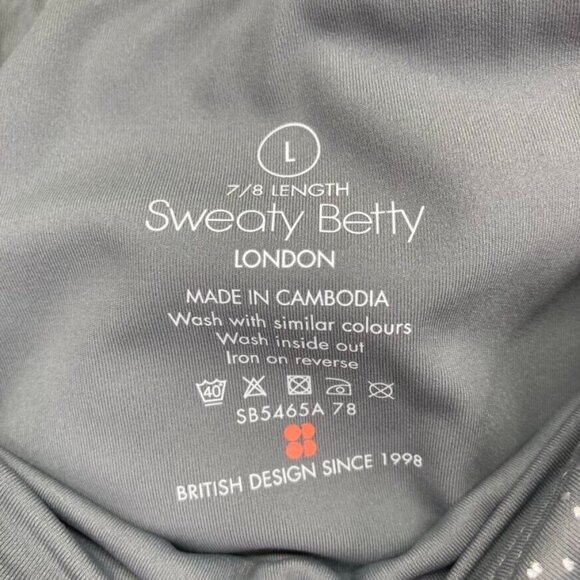 L
7/8 LENGTH
Sweaty Betty
LONDON
MADE IN CAMBODIA
Wash with similar colours
Wash inside out
Iron on reverse
40
SB5465A 78
BRITISH DESIGN SINCE 1998